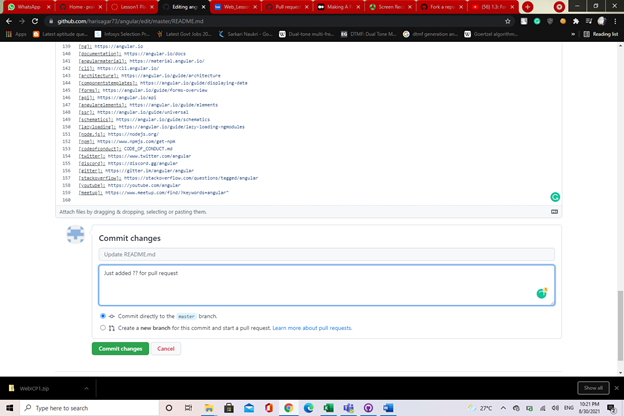 WhatsApp
Home - po
Lesson1 Fi
Editing an
Web_Lesso
Pull reque
Making A
Screen Re
Fork a rep
(56) 1.3: Fo
github.com/harisagar73/angular/edit/master/README.md
Apps
Blogs
Latest aptitude que...
Infosys Selection Pr...
Latest Govt Jobs 20...
Sarkari Naukri - Go...
Dual-tone multi-fre...
DTMF: Dual Tone M...
dtmf generation an...
Goertzel algorithm...
Reading list
139 [ng]: https://angular.io
140 [documentation]: https://angular.io/docs
141 [angularmaterial]: https://material.angular.io/
142 [cli]: https://cli.angular.io/
143 [architecture]: https://angular.io/guide/architecture
144 [componentstemplates]: https://angular.io/guide/displaying-data
145 [forms]: https://angular.io/guide/forms-overview
146 [api]: https://angular.io/api
147 [angularelements]: https://angular.io/guide/elements
148 [ssr]: https://angular.io/guide/universal
149 [schematics]: https://angular.io/guide/schematics
150 [lazyloading]: https://angular.io/guide/lazy-loading-ngmodules
151 [node.js]: https://nodejs.org/
152 [npm]: https://www.npmjs.com/get-npm
153 [codeofconduct]: CODE_OF_CONDUCT.md
154 [twitter]: https://www.twitter.com/angular
155 [discord]: https://discord.gg/angular
156 [gitter]: https://gitter.im/angular/angular
157 [stackoverflow]: https://stackoverflow.com/questions/tagged/angular
158 [youtube]: https://youtube.com/angular
159 [meetup]: https://www.meetup.com/find/?keywords=angular"
160
Attach files by dragging & dropping, selecting or pasting them.
Commit changes
Update README.md
Just added ?? for pull request
Commit directly to the master branch.
Create a new branch for this commit and start a pull request. Learn more about pull requests.
Commit changes
Cancel
WebICP1.zip
Show all
Type here to search
27°C
ENG
10:21 PM
8/30/2021